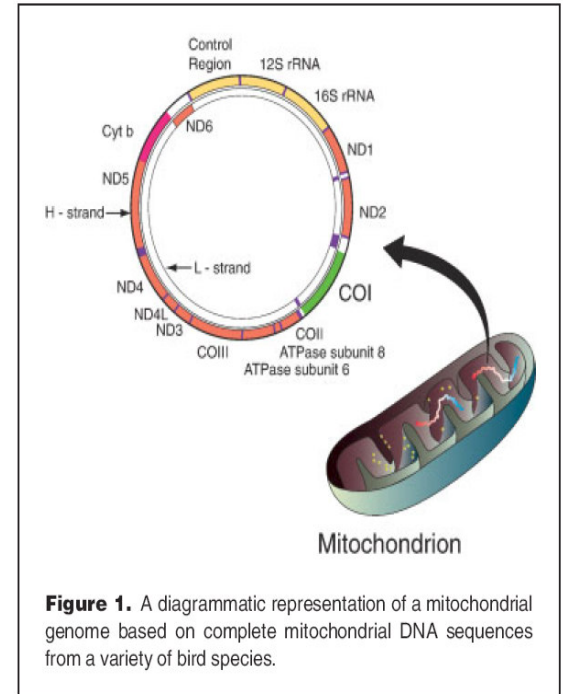 Control
Region
12S rRNA
16S rRNA
ND6
Cyt b
ND1
ND5
ND2
H - strand
L - strand
COI
ND4
ND4L
ND3
COII
COIII
ATPase subunit 8
ATPase subunit 6
Mitochondrion
Figure 1. A diagrammatic representation of a mitochondrial
genome based on complete mitochondrial DNA sequences
from a variety of bird species.